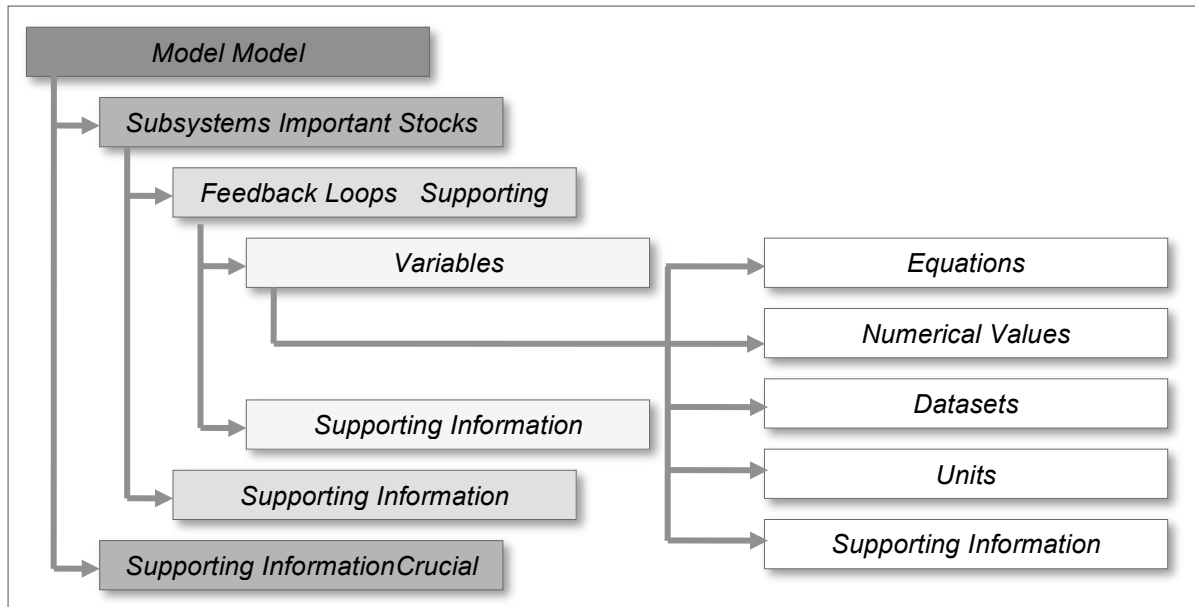 Model Model
Subsystems Important Stocks
Feedback Loops Supporting
Variables
Supporting Information
Supporting Information
Supporting InformationCrucial
Equations
Numerical Values
Datasets
Units
Supporting Information